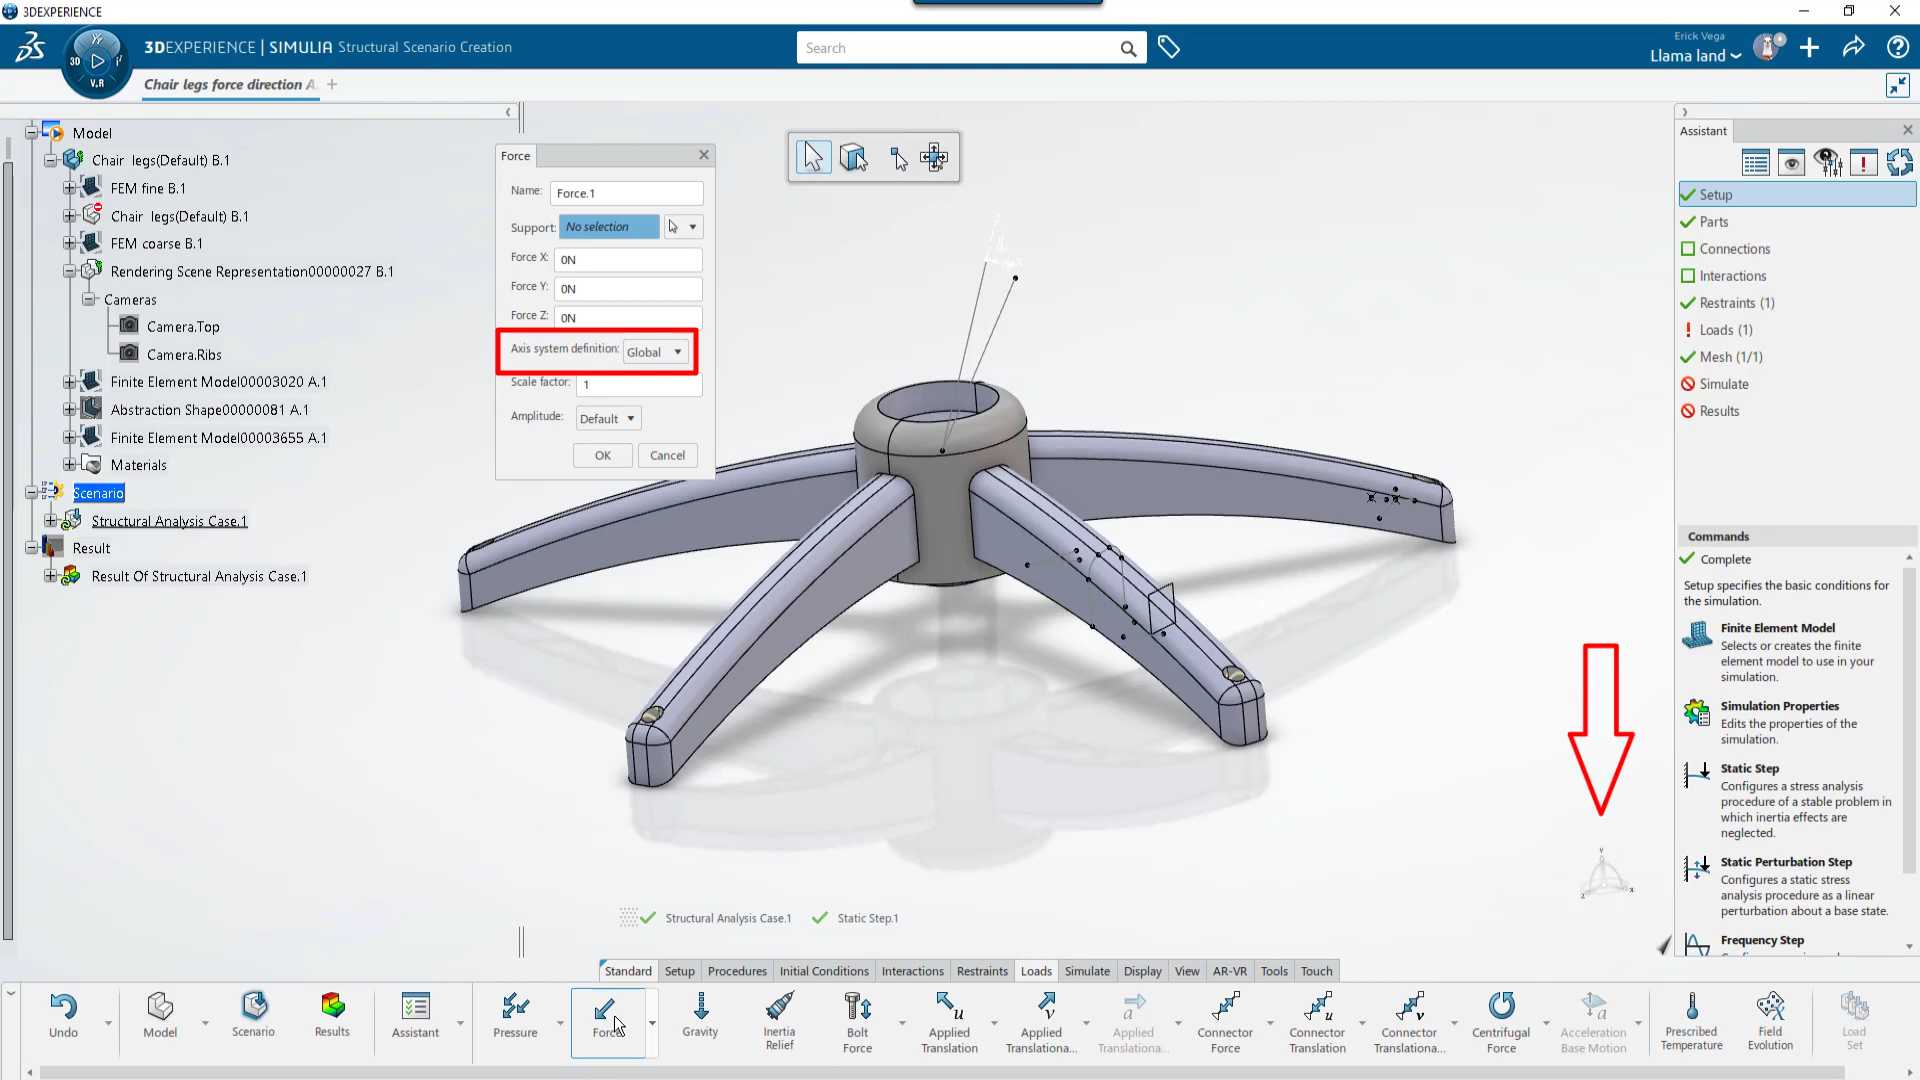 3DEXPERIENCE
3DEXPERIENCE | SIMULIA Structural Scenario Creation
3D
V.R
Search
Erick Vega
Llama land
Chair legs force direction A
Model
Chair legs(Default) B.1
FEM fine B.1
Chair legs(Default) B.1
FEM coarse B.1
Rendering Scene Representation00000027 B.1
Cameras
Camera.Top
Camera.Ribs
Finite Element Model00003020 A.1
Abstraction Shape00000081 A.1
Finite Element Model00003655 A.1
Materials
Scenario
Structural Analysis Case.1
Result
Result Of Structural Analysis Case.1
Force
Name: Force.1
Support: No selection
Force X: 0N
Force Y: 0N
Force Z: 0N
Axis system definition: Global
Scale factor: 1
Amplitude: Default
OK Cancel
Assistant
Setup
Parts
Connections
Interactions
Restraints (1)
Loads (1)
Mesh (1/1)
Simulate
Results
Commands
Complete
Setup specifies the basic conditions for
the simulation.
Finite Element Model
Selects or creates the finite
element model to use in your
simulation.
Simulation Properties
Edits the properties of the
simulation.
Static Step
Configures a stress analysis
procedure of a stable problem in
which inertia effects are
neglected.
Static Perturbation Step
Configures a static stress
analysis procedure as a linear
perturbation about a base state.
Frequency Step
Structural Analysis Case.1 Static Step.1
Standard Setup Procedures Initial Conditions Interactions Restraints Loads Simulate Display View AR-VR Tools Touch
Undo
Model
Scenario
Results
Assistant
Pressure
Force
Gravity
Inertia
Relief
Bolt
Force
Applied
Translation
Applied
Translationa...
Applied
Translationa...
Connector
Force
Connector
Translation
Connector
Translationa...
Centrifugal
Force
Acceleration
Base Motion
Prescribed
Temperature
Field
Evolution
Load
Set